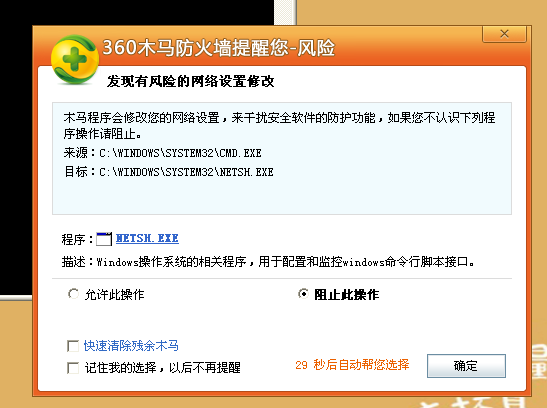 360木马防火墙提醒您-风险
发现有风险的网络设置修改
木马程序会修改您的网络设置，来干扰安全软件的防护功能，如果您不认识下列程
序操作请阻止。
来源：C:\WINDOWS\SYSTEM32\CMD.EXE
目标：C:\WINDOWS\SYSTEM32\NETSH.EXE
程序：NETSH.EXE
描述：Windows操作系统的相关程序，用于配置和监控windows命令行脚本接口。
允许此操作
阻止此操作
快速清除残余木马
记住我的选择，以后不再提醒
29 秒后自动帮您选择
确定
量